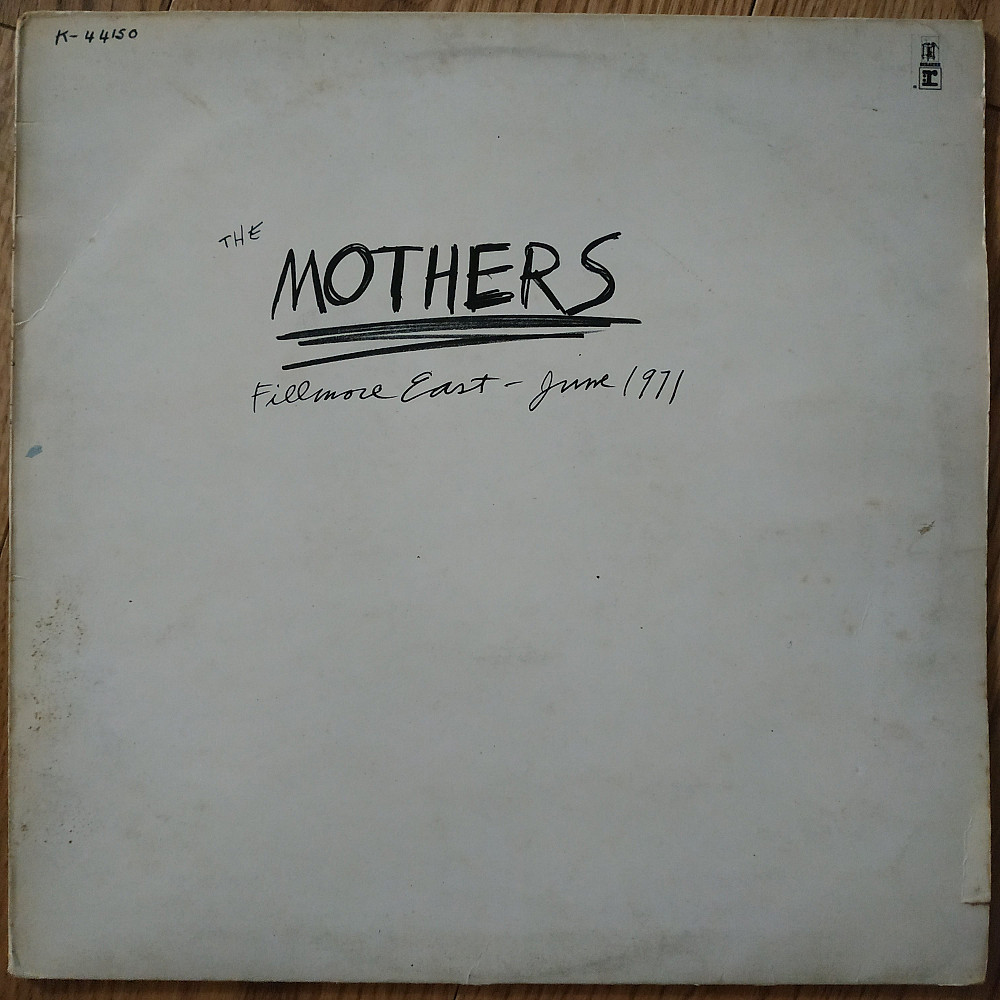 K-44150
THE
MOTHERS
Fillmore East - June 1971